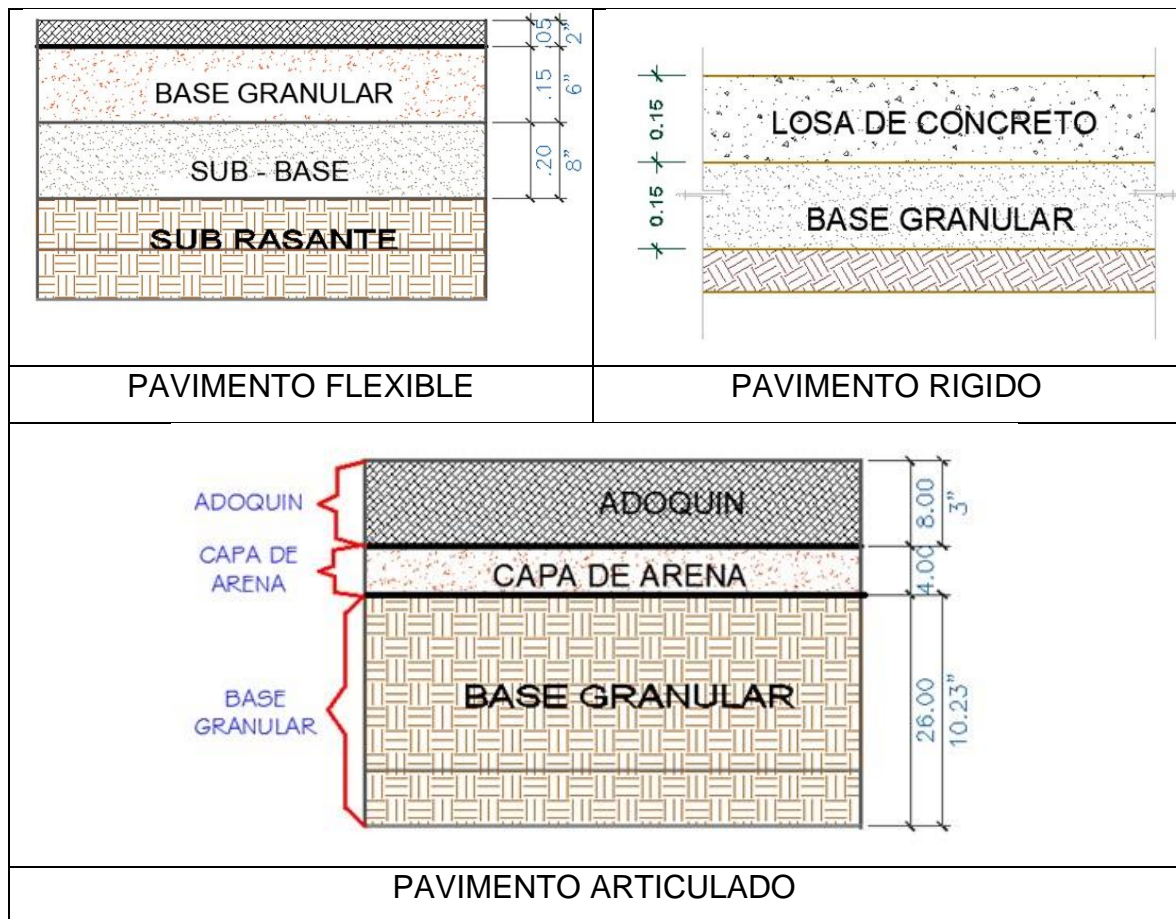 .05
2"
BASE GRANULAR
.15
6"
SUB - BASE
.20
8"
SUB RASANTE
PAVIMENTO FLEXIBLE
0.15
LOSA DE CONCRETO
0.15
BASE GRANULAR
PAVIMENTO RIGIDO
ADOQUIN
ADOQUIN
8.00
3"
CAPA DE
ARENA
CAPA DE ARENA
4.00
BASE
GRANULAR
BASE GRANULAR
26.00
10.23"
PAVIMENTO ARTICULADO